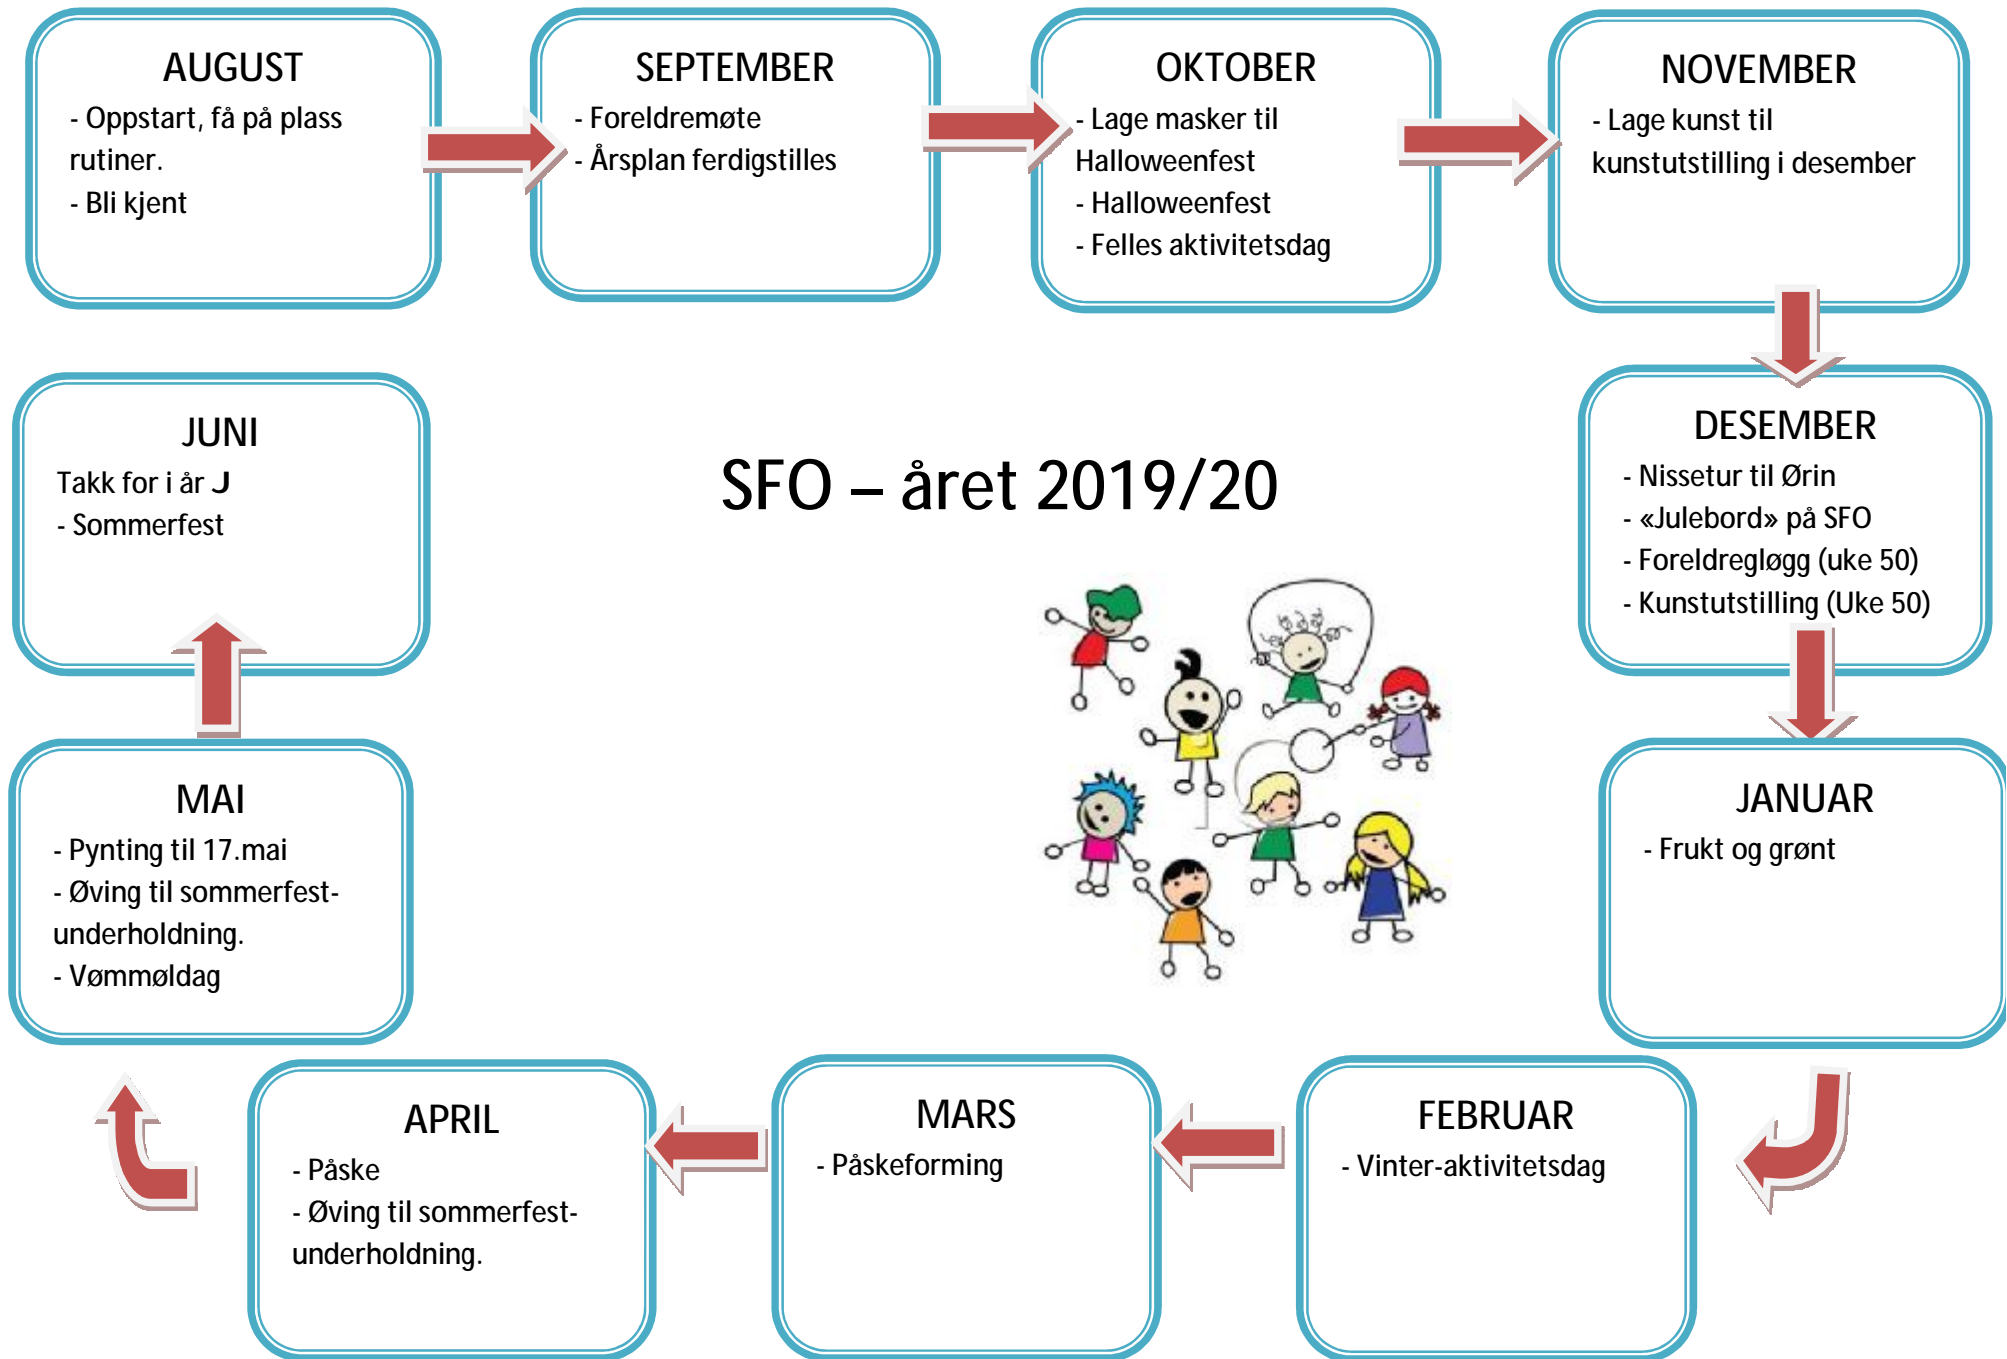 AUGUST
- Oppstart, få på plass
rutiner.
- Bli kjent
SEPTEMBER
- Foreldremøte
- Årsplan ferdigstilles
OKTOBER
- Lage masker til
Halloweenfest
- Halloweenfest
- Felles aktivitetsdag
NOVEMBER
- Lage kunst til
kunstutstilling i desember
DESEMBER
- Nissetur til Ørin
- «Julebord» på SFO
- Foreldregløgg (uke 50)
- Kunstutstilling (Uke 50)
SFO – året 2019/20
JANUAR
- Frukt og grønt
FEBRUAR
- Vinter-aktivitetsdag
MARS
- Påskeforming
APRIL
- Påske
- Øving til sommerfest-
underholdning.
MAI
- Pynting til 17.mai
- Øving til sommerfest-
underholdning.
- Vømmøldag
JUNI
Takk for i år J
- Sommerfest